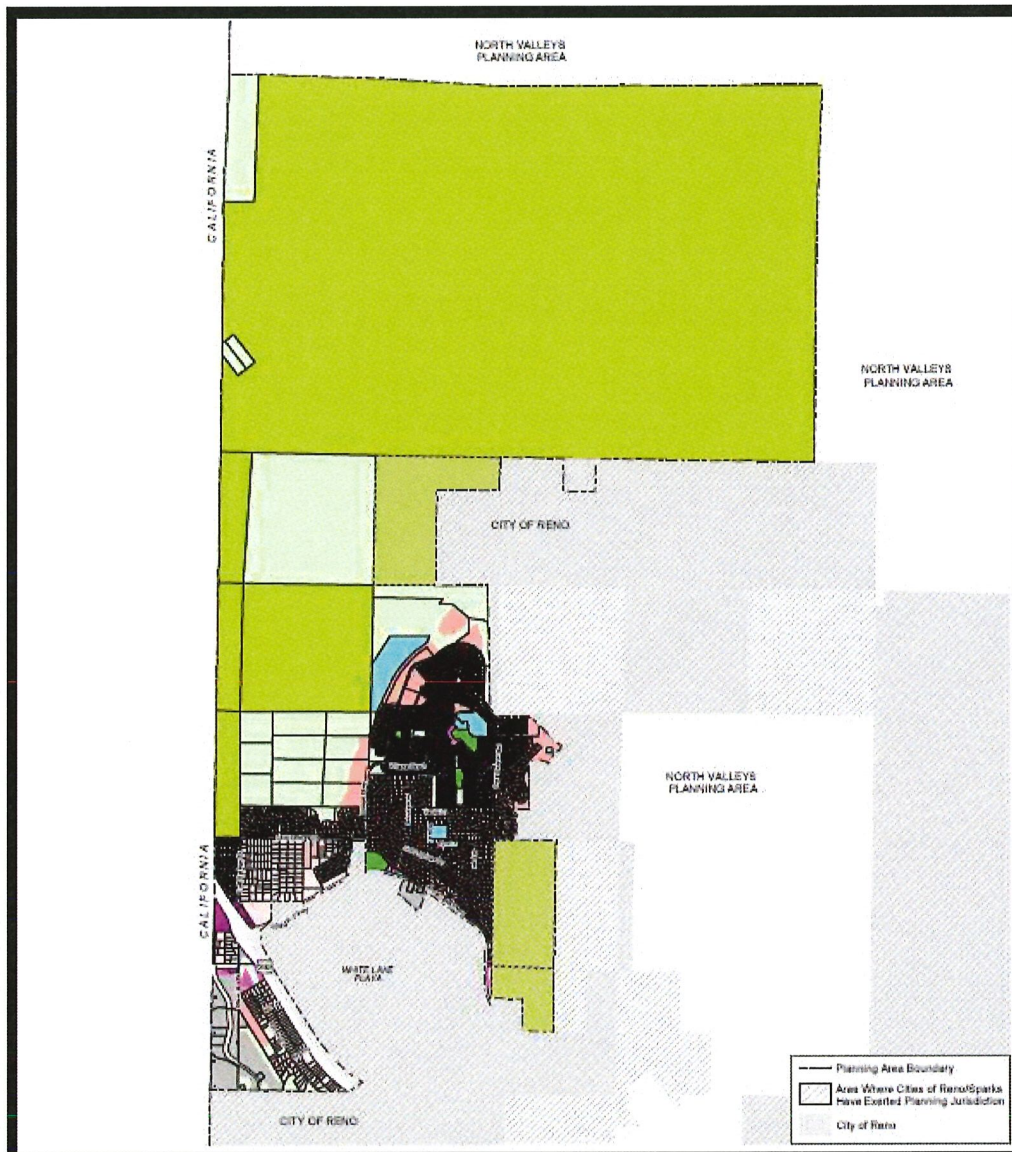 NORTH VALLEYS
PLANNING AREA
CALIFORNIA
NORTH VALLEYS
PLANNING AREA
CITY OF RENO
NORTH VALLEYS
PLANNING AREA
CALIFORNIA
WHITE LAKE
PLAYA
CITY OF RENO
Planning Area Boundary
Area Where Cities of Reno/Sparks
Have Exerted Planning Jurisdiction
City of Reno